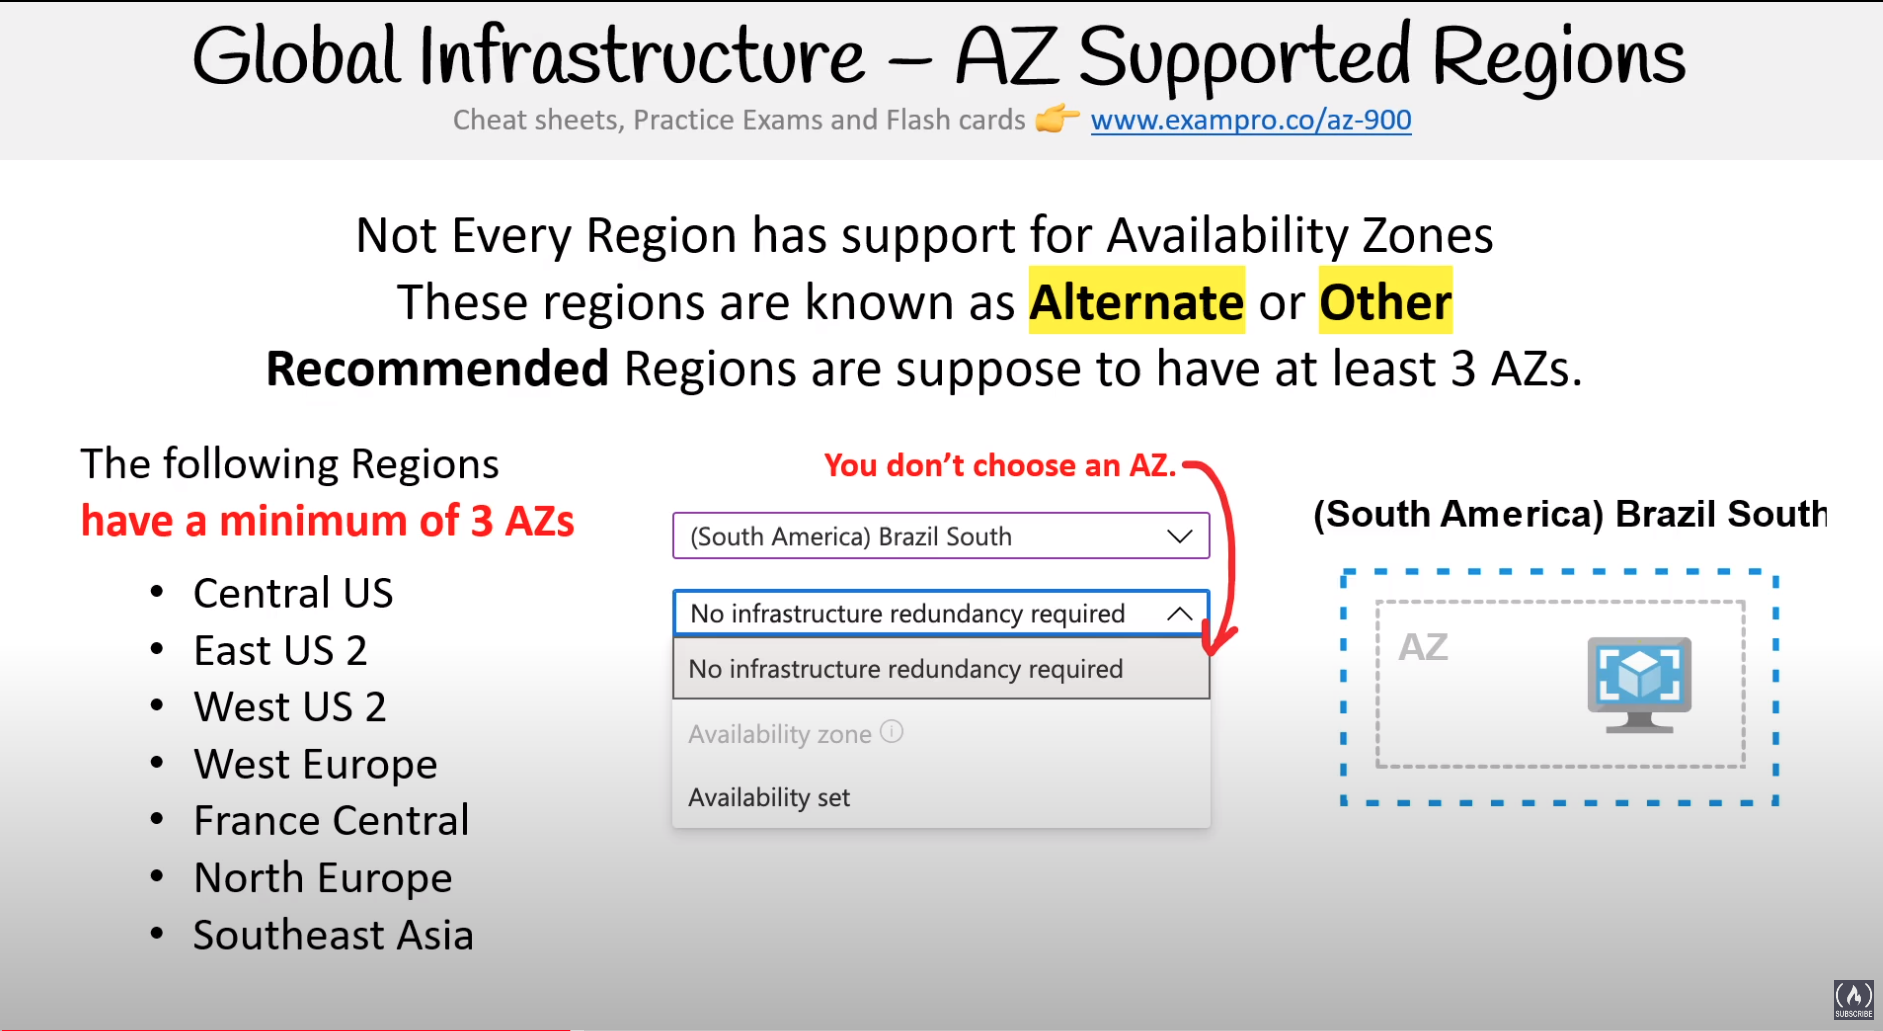 Global Infrastructure – AZ Supported Regions
Cheat sheets, Practice Exams and Flash cards 👉 www.exampro.co/az-900
Not Every Region has support for Availability Zones
These regions are known as Alternate or Other
Recommended Regions are suppose to have at least 3 AZs.
The following Regions
have a minimum of 3 AZs
• Central US
• East US 2
• West US 2
• West Europe
• France Central
• North Europe
• Southeast Asia
You don't choose an AZ.
(South America) Brazil South
No infrastructure redundancy required
No infrastructure redundancy required
Availability zone
Availability set
(South America) Brazil South
AZ
SUBSCRIBE